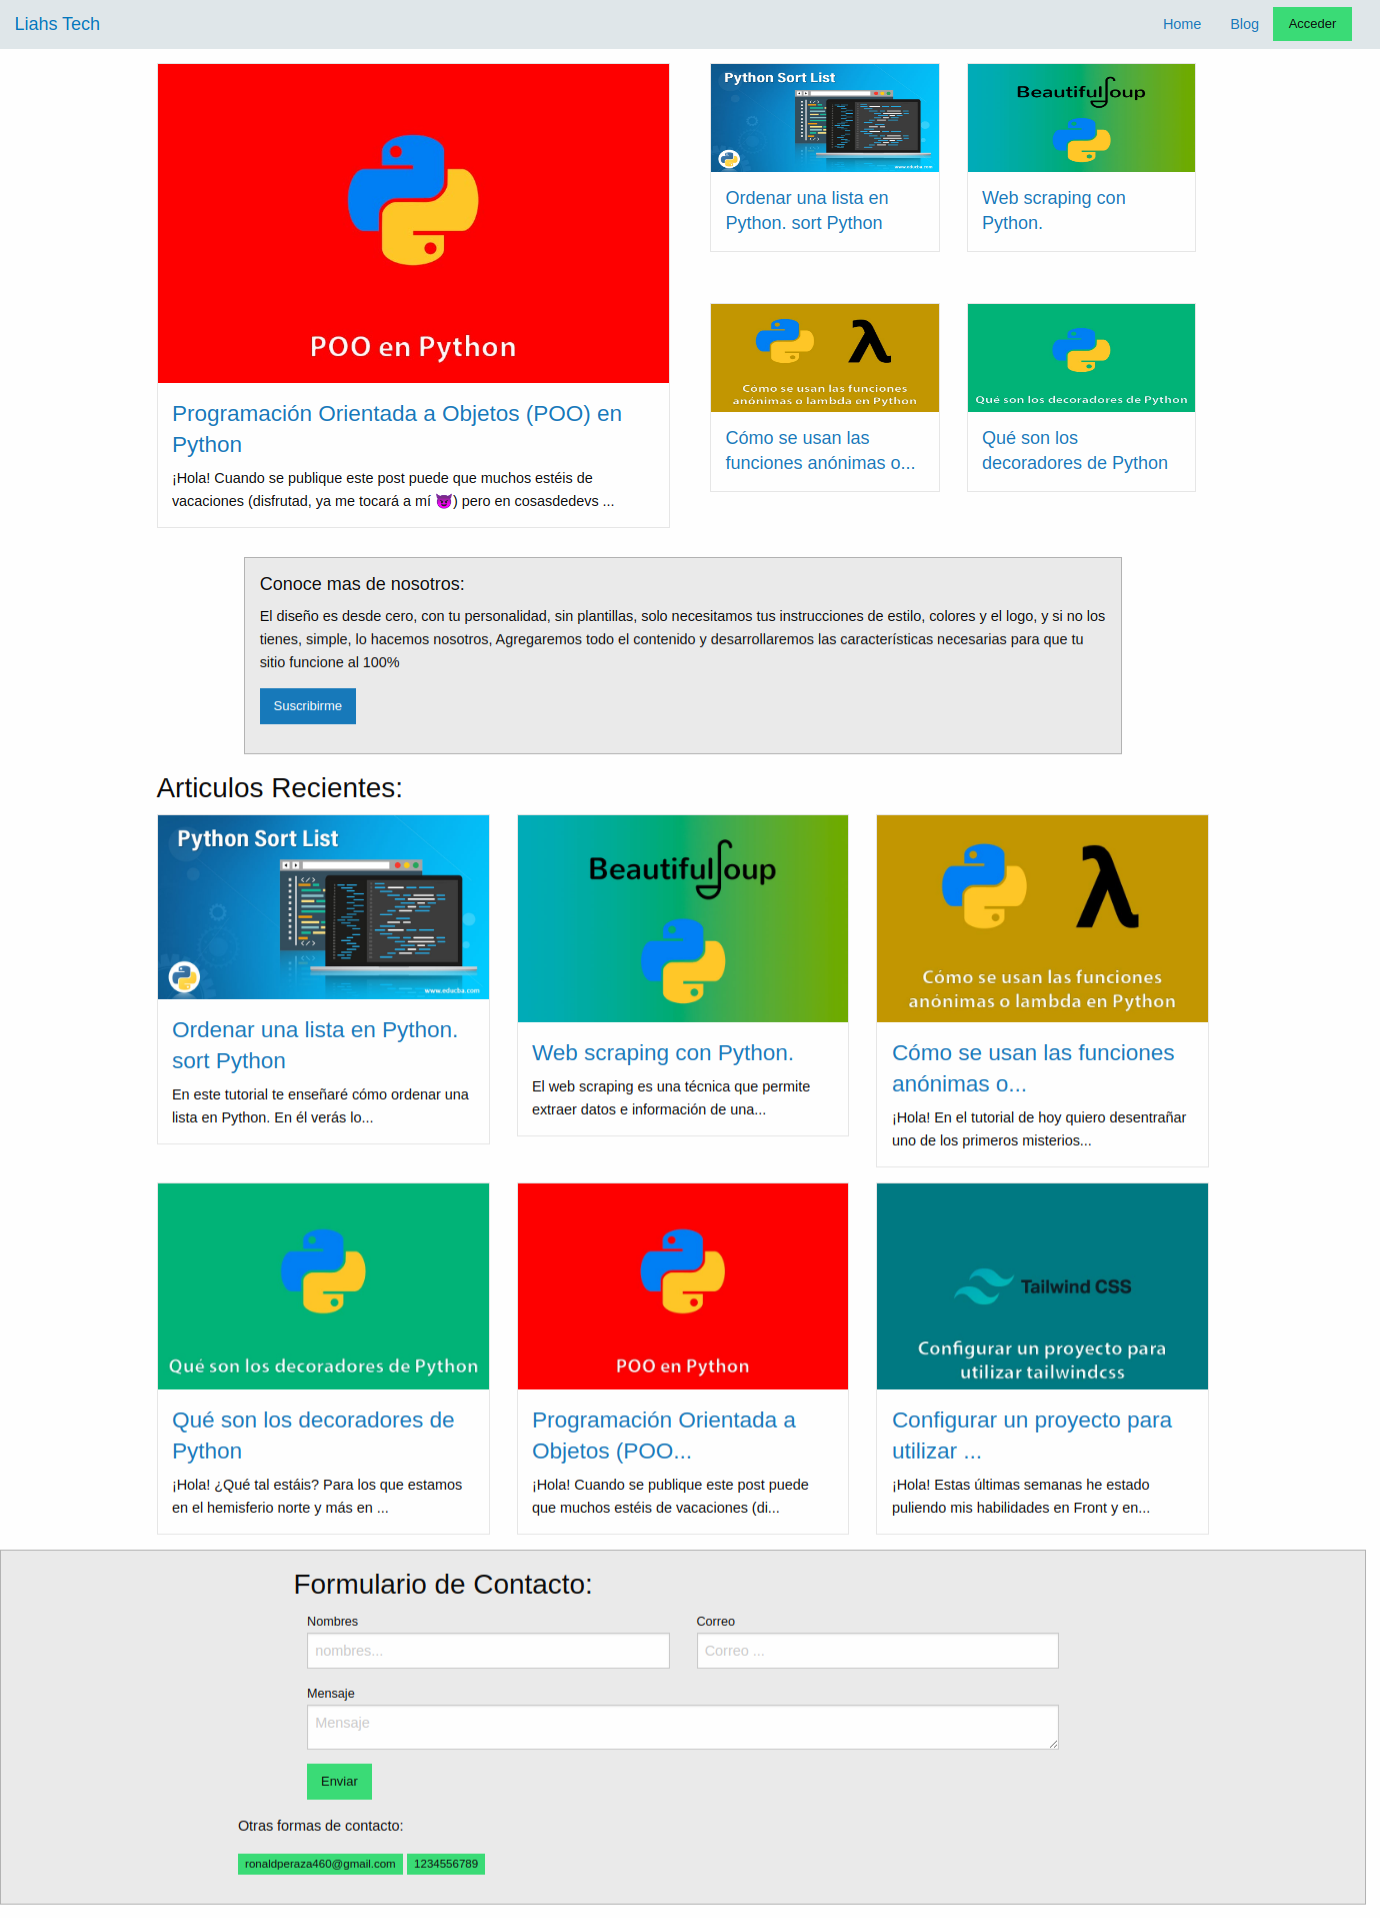 Liahs Tech
Home
Blog
Acceder
POO en Python
Programación Orientada a Objetos (POO) en
Python
¡Hola! Cuando se publique este post puede que muchos estéis de
vacaciones (disfrutad, ya me tocará a mí 😈) pero en cosasdedevs ...
Python Sort List
www.educba.com
Ordenar una lista en
Python. sort Python
BeautifulSoup
Web scraping con
Python.
λ
Cómo se usan las funciones
anónimas o lambda en Python
Cómo se usan las
funciones anónimas o...
Qué son los decoradores de Python
Qué son los
decoradores de Python
Conoce mas de nosotros:
El diseño es desde cero, con tu personalidad, sin plantillas, solo necesitamos tus instrucciones de estilo, colores y el logo, y si no los
tienes, simple, lo hacemos nosotros, Agregaremos todo el contenido y desarrollaremos las características necesarias para que tu
sitio funcione al 100%
Suscribirme
Articulos Recientes:
Python Sort List
www.educba.com
Ordenar una lista en Python.
sort Python
En este tutorial te enseñaré cómo ordenar una
lista en Python. En él verás lo...
BeautifulSoup
Web scraping con Python.
El web scraping es una técnica que permite
extraer datos e información de una...
λ
Cómo se usan las funciones
anónimas o lambda en Python
Cómo se usan las funciones
anónimas o...
¡Hola! En el tutorial de hoy quiero desentrañar
uno de los primeros misterios...
Qué son los decoradores de Python
Qué son los decoradores de
Python
¡Hola! ¿Qué tal estáis? Para los que estamos
en el hemisferio norte y más en ...
POO en Python
Programación Orientada a
Objetos (POO...
¡Hola! Cuando se publique este post puede
que muchos estéis de vacaciones (di...
Tailwind CSS
Configurar un proyecto para
utilizar tailwindcss
Configurar un proyecto para
utilizar ...
¡Hola! Estas últimas semanas he estado
puliendo mis habilidades en Front y en...
Formulario de Contacto:
Nombres
nombres...
Correo
Correo ...
Mensaje
Mensaje
Enviar
Otras formas de contacto:
ronaldperaza460@gmail.com
1234556789